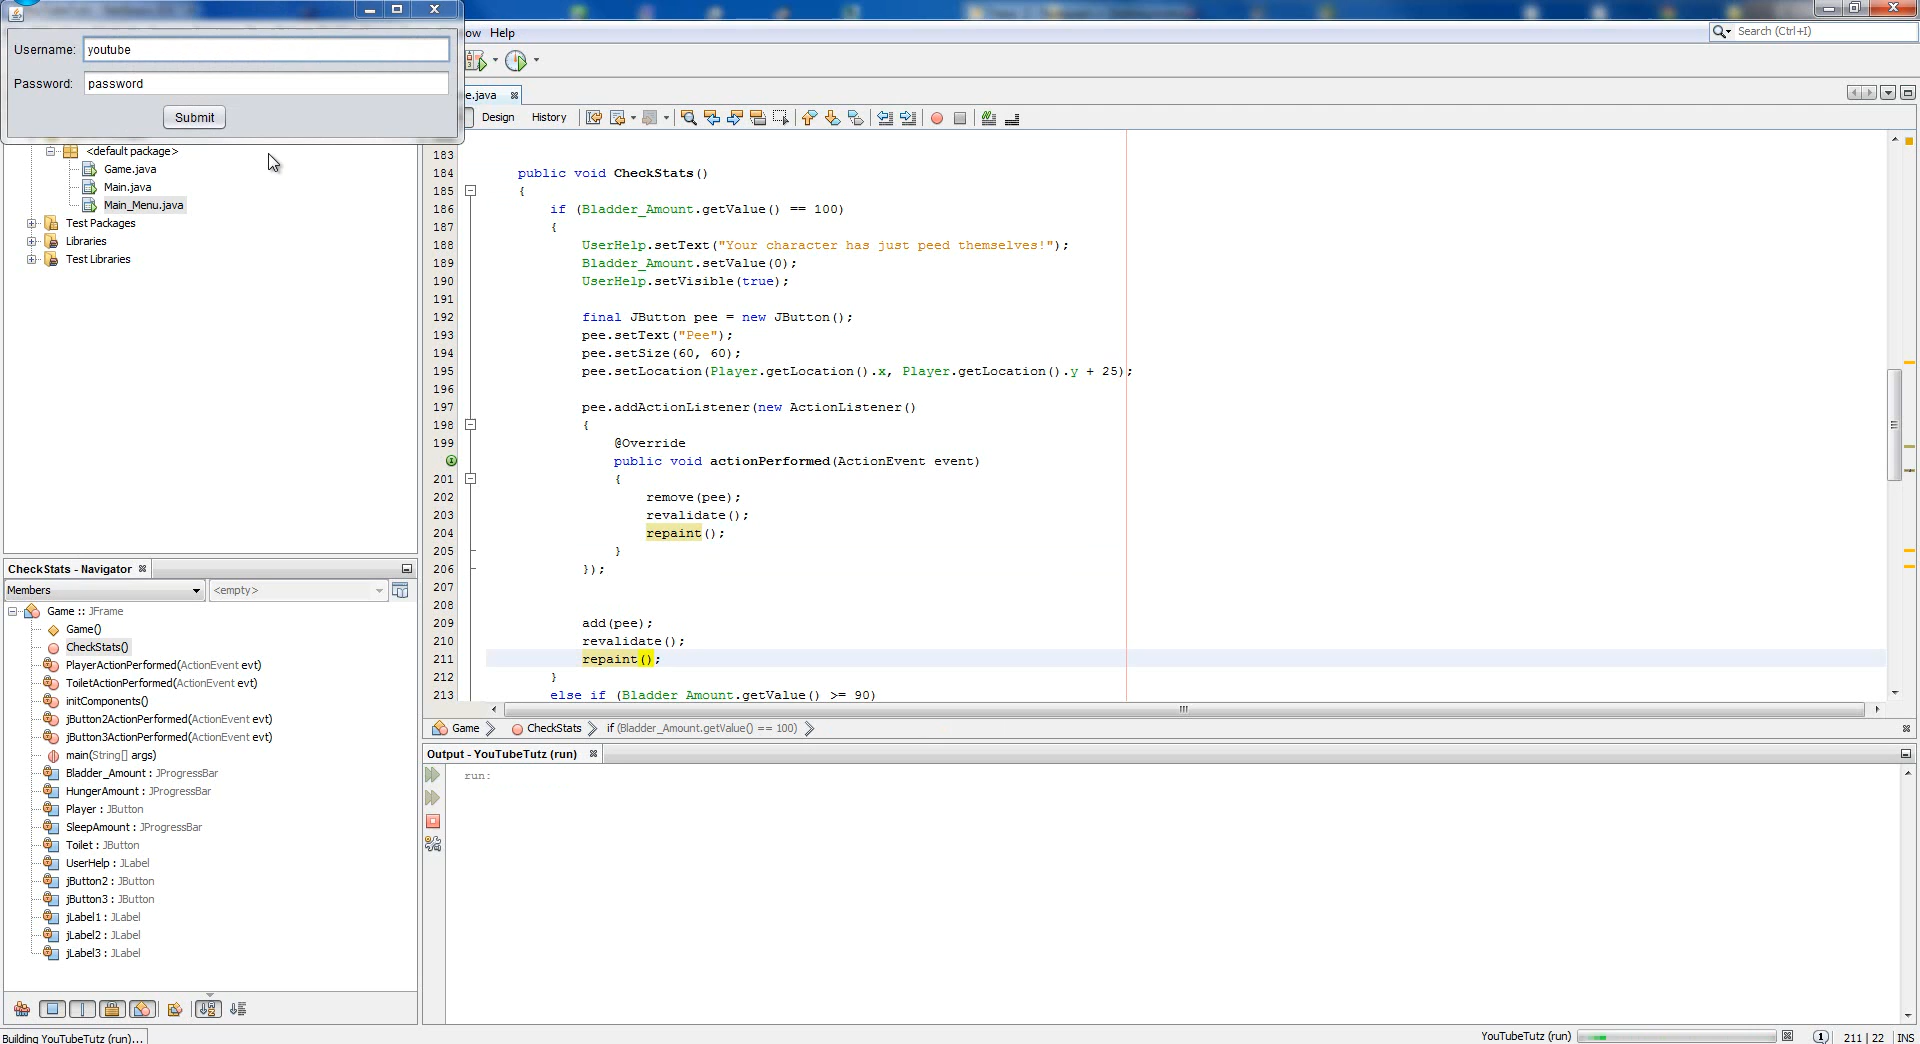 Username: youtube
Password: password
Submit
ow Help
Search (Ctrl+I)
e.java
Design History
<default package>
Game.java
Main.java
Main_Menu.java
Test Packages
Libraries
Test Libraries
183
184 public void CheckStats()
185 {
186 if (Bladder_Amount.getValue() == 100)
187 {
188 UserHelp.setText("Your character has just peed themselves!");
189 Bladder_Amount.setValue(0);
190 UserHelp.setVisible(true);
191
192 final JButton pee = new JButton();
193 pee.setText("Pee");
194 pee.setSize(60, 60);
195 pee.setLocation(Player.getLocation().x, Player.getLocation().y + 25);
196
197 pee.addActionListener(new ActionListener()
198 {
199 @Override
public void actionPerformed(ActionEvent event)
201 {
202 remove(pee);
203 revalidate();
204 repaint();
205 }
206 });
207
208
209 add(pee);
210 revalidate();
211 repaint();
212 }
213 else if (Bladder_Amount.getValue() >= 90)
Game CheckStats if (Bladder_Amount.getValue() == 100)
CheckStats - Navigator
Members <empty>
Game :: JFrame
Game()
CheckStats()
PlayerActionPerformed(ActionEvent evt)
ToiletActionPerformed(ActionEvent evt)
initComponents()
jButton2ActionPerformed(ActionEvent evt)
jButton3ActionPerformed(ActionEvent evt)
main(String[] args)
Bladder_Amount : JProgressBar
HungerAmount : JProgressBar
Player : JButton
SleepAmount : JProgressBar
Toilet : JButton
UserHelp : JLabel
jButton2 : JButton
jButton3 : JButton
jLabel1 : JLabel
jLabel2 : JLabel
jLabel3 : JLabel
Output - YouTubeTutz (run)
run:
Building YouTubeTutz (run)...
YouTubeTutz (run) 211 | 22 INS